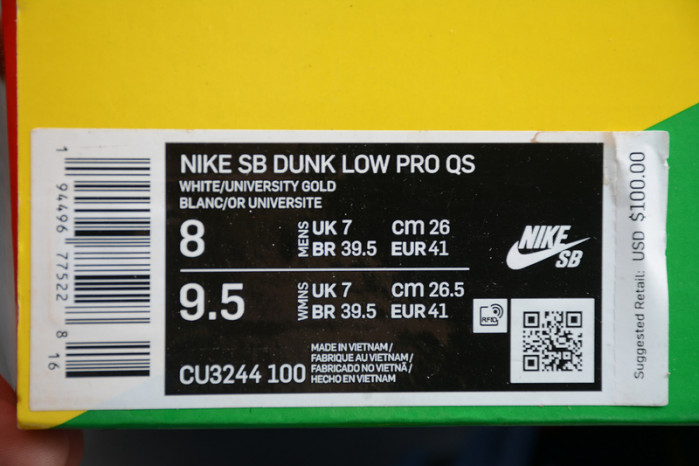 1 94496 77522 8 16
NIKE SB DUNK LOW PRO QS
WHITE/UNIVERSITY GOLD
BLANC/OR UNIVERSITE
8
MENS
UK 7 cm 26
BR 39.5 EUR 41
9.5
WMNS
UK 7 cm 26.5
BR 39.5 EUR 41
NIKE
SB
RFID
CU3244 100
MADE IN VIETNAM/
FABRIQUE AU VIETNAM/
FABRICADO NO VIETNÃ/
HECHO EN VIETNAM
Suggested Retail: USD $100.00